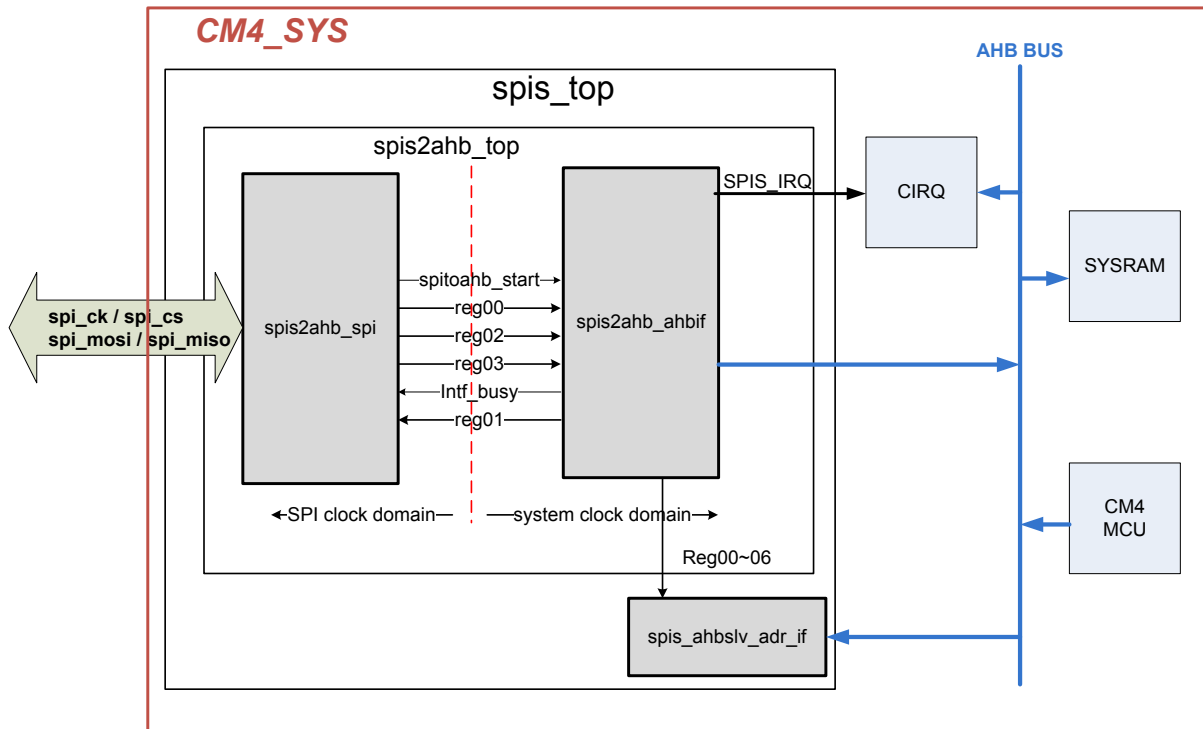 CM4_SYS
AHB BUS
spis_top
spis2ahb_top
SPIS_IRQ
CIRQ
SYSRAM
spitoahb_start
reg00
spi_ck / spi_cs
spi_mosi / spi_miso
spis2ahb_spi
reg02
spis2ahb_ahbif
reg03
Intf_busy
reg01
SPI clock domain
system clock domain
CM4
MCU
Reg00~06
spis_ahbslv_adr_if